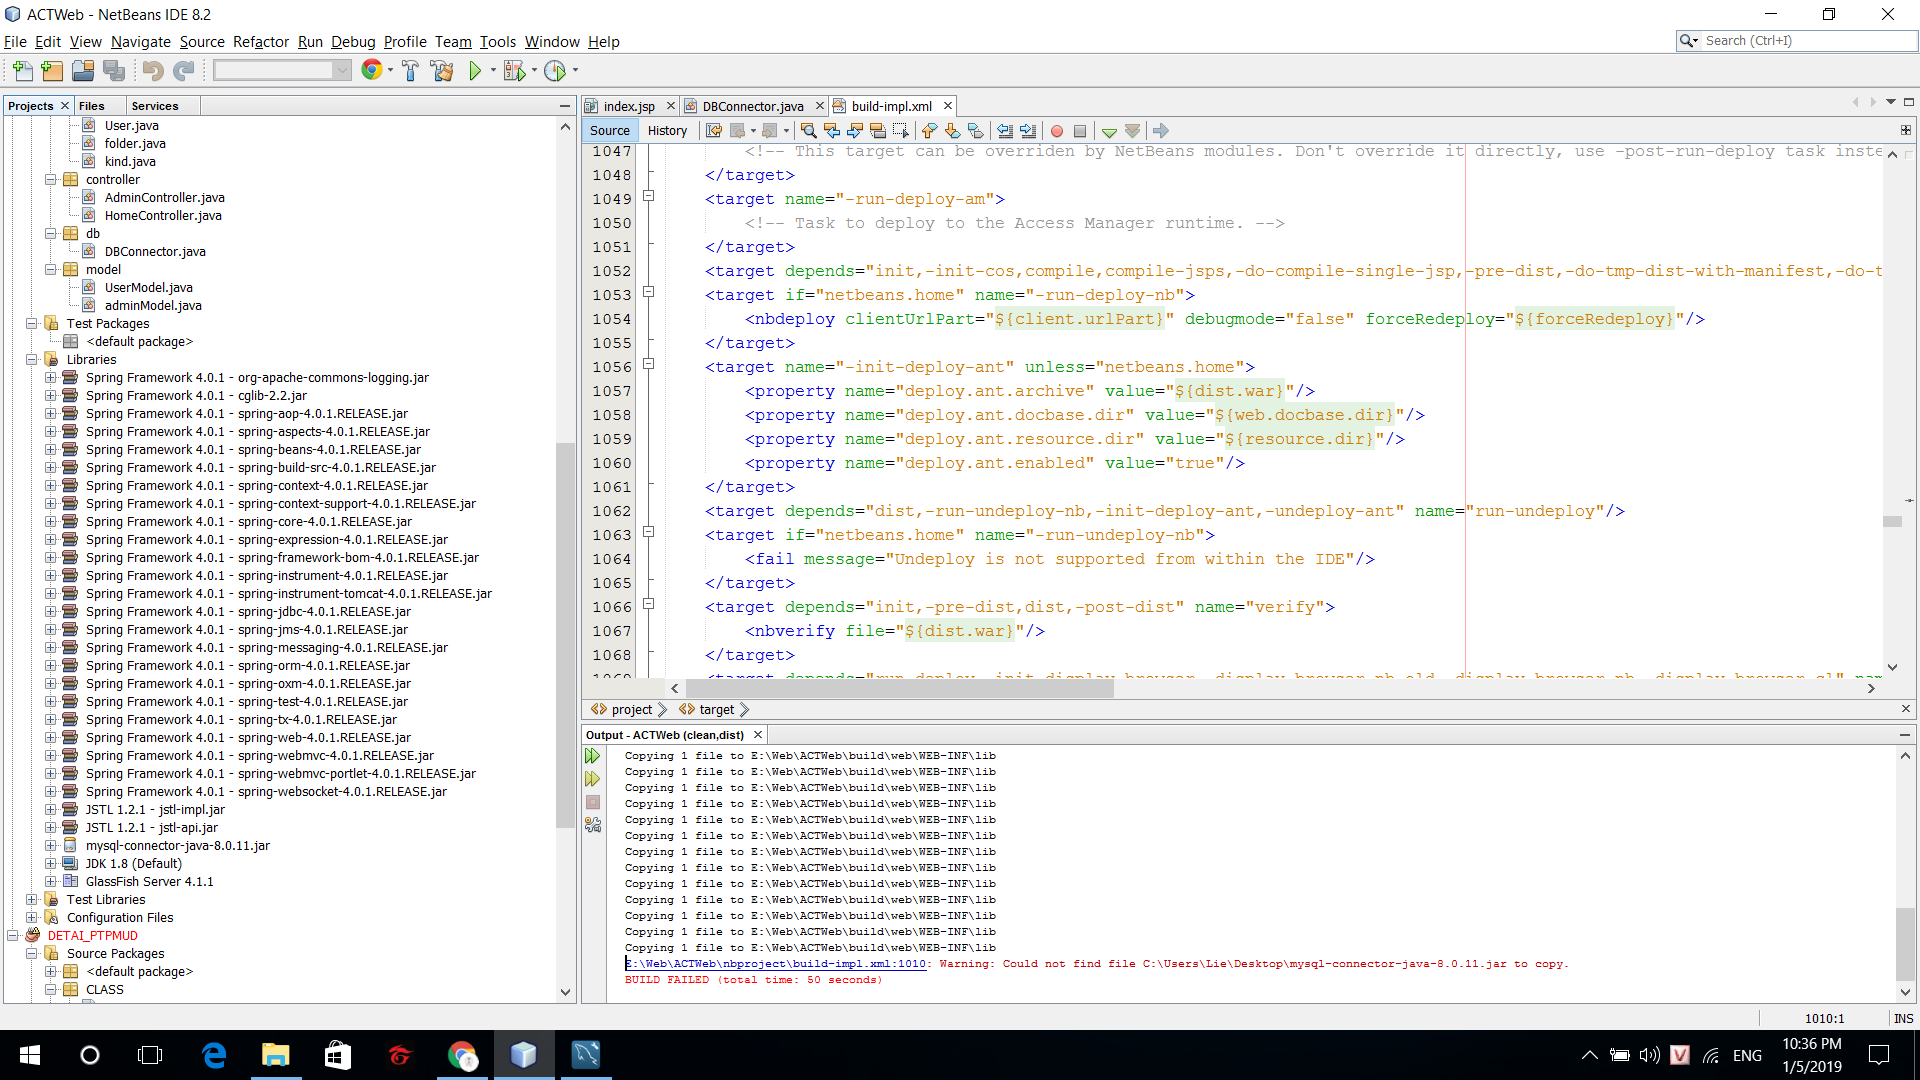 ACTWeb - NetBeans IDE 8.2
File Edit View Navigate Source Refactor Run Debug Profile Team Tools Window Help
Search (Ctrl+I)
Projects Files Services
User.java
folder.java
kind.java
controller
AdminController.java
HomeController.java
db
DBConnector.java
model
UserModel.java
adminModel.java
Test Packages
<default package>
Libraries
Spring Framework 4.0.1 - org-apache-commons-logging.jar
Spring Framework 4.0.1 - cglib-2.2.jar
Spring Framework 4.0.1 - spring-aop-4.0.1.RELEASE.jar
Spring Framework 4.0.1 - spring-aspects-4.0.1.RELEASE.jar
Spring Framework 4.0.1 - spring-beans-4.0.1.RELEASE.jar
Spring Framework 4.0.1 - spring-build-src-4.0.1.RELEASE.jar
Spring Framework 4.0.1 - spring-context-4.0.1.RELEASE.jar
Spring Framework 4.0.1 - spring-context-support-4.0.1.RELEASE.jar
Spring Framework 4.0.1 - spring-core-4.0.1.RELEASE.jar
Spring Framework 4.0.1 - spring-expression-4.0.1.RELEASE.jar
Spring Framework 4.0.1 - spring-framework-bom-4.0.1.RELEASE.jar
Spring Framework 4.0.1 - spring-instrument-4.0.1.RELEASE.jar
Spring Framework 4.0.1 - spring-instrument-tomcat-4.0.1.RELEASE.jar
Spring Framework 4.0.1 - spring-jdbc-4.0.1.RELEASE.jar
Spring Framework 4.0.1 - spring-jms-4.0.1.RELEASE.jar
Spring Framework 4.0.1 - spring-messaging-4.0.1.RELEASE.jar
Spring Framework 4.0.1 - spring-orm-4.0.1.RELEASE.jar
Spring Framework 4.0.1 - spring-oxm-4.0.1.RELEASE.jar
Spring Framework 4.0.1 - spring-test-4.0.1.RELEASE.jar
Spring Framework 4.0.1 - spring-tx-4.0.1.RELEASE.jar
Spring Framework 4.0.1 - spring-web-4.0.1.RELEASE.jar
Spring Framework 4.0.1 - spring-webmvc-4.0.1.RELEASE.jar
Spring Framework 4.0.1 - spring-webmvc-portlet-4.0.1.RELEASE.jar
Spring Framework 4.0.1 - spring-websocket-4.0.1.RELEASE.jar
JSTL 1.2.1 - jstl-impl.jar
JSTL 1.2.1 - jstl-api.jar
mysql-connector-java-8.0.11.jar
JDK 1.8 (Default)
GlassFish Server 4.1.1
Test Libraries
Configuration Files
DETAI_PTPMUD
Source Packages
<default package>
CLASS
index.jsp DBConnector.java build-impl.xml
Source History
1047 <!-- This target can be overriden by NetBeans modules. Don't override it directly, use -post-run-deploy task inste
1048 </target>
1049 <target name="-run-deploy-am">
1050 <!-- Task to deploy to the Access Manager runtime. -->
1051 </target>
1052 <target depends="init,-init-cos,compile,compile-jsps,-do-compile-single-jsp,-pre-dist,-do-tmp-dist-with-manifest,-do-t
1053 <target if="netbeans.home" name="-run-deploy-nb">
1054 <nbdeploy clientUrlPart="${client.urlPart}" debugmode="false" forceRedeploy="${forceRedeploy}"/>
1055 </target>
1056 <target name="-init-deploy-ant" unless="netbeans.home">
1057 <property name="deploy.ant.archive" value="${dist.war}"/>
1058 <property name="deploy.ant.docbase.dir" value="${web.docbase.dir}"/>
1059 <property name="deploy.ant.resource.dir" value="${resource.dir}"/>
1060 <property name="deploy.ant.enabled" value="true"/>
1061 </target>
1062 <target depends="dist,-run-undeploy-nb,-init-deploy-ant,-undeploy-ant" name="run-undeploy"/>
1063 <target if="netbeans.home" name="-run-undeploy-nb">
1064 <fail message="Undeploy is not supported from within the IDE"/>
1065 </target>
1066 <target depends="init,-pre-dist,dist,-post-dist" name="verify">
1067 <nbverify file="${dist.war}"/>
1068 </target>
project target
Output - ACTWeb (clean,dist)
Copying 1 file to E:\Web\ACTWeb\build\web\WEB-INF\lib
Copying 1 file to E:\Web\ACTWeb\build\web\WEB-INF\lib
Copying 1 file to E:\Web\ACTWeb\build\web\WEB-INF\lib
Copying 1 file to E:\Web\ACTWeb\build\web\WEB-INF\lib
Copying 1 file to E:\Web\ACTWeb\build\web\WEB-INF\lib
Copying 1 file to E:\Web\ACTWeb\build\web\WEB-INF\lib
Copying 1 file to E:\Web\ACTWeb\build\web\WEB-INF\lib
Copying 1 file to E:\Web\ACTWeb\build\web\WEB-INF\lib
Copying 1 file to E:\Web\ACTWeb\build\web\WEB-INF\lib
Copying 1 file to E:\Web\ACTWeb\build\web\WEB-INF\lib
Copying 1 file to E:\Web\ACTWeb\build\web\WEB-INF\lib
Copying 1 file to E:\Web\ACTWeb\build\web\WEB-INF\lib
Copying 1 file to E:\Web\ACTWeb\build\web\WEB-INF\lib
E:\Web\ACTWeb\nbproject\build-impl.xml:1010: Warning: Could not find file C:\Users\Lie\Desktop\mysql-connector-java-8.0.11.jar to copy.
BUILD FAILED (total time: 50 seconds)
1010:1 INS
ENG
10:36 PM
1/5/2019